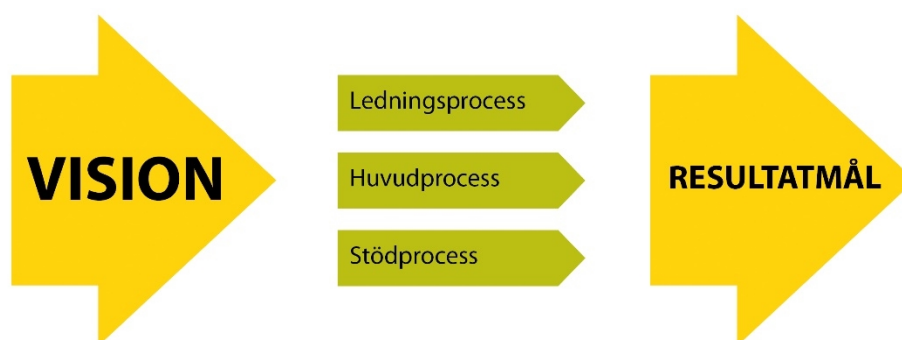 VISION
Ledningsprocess
Huvudprocess
Stödprocess
RESULTATMÅL